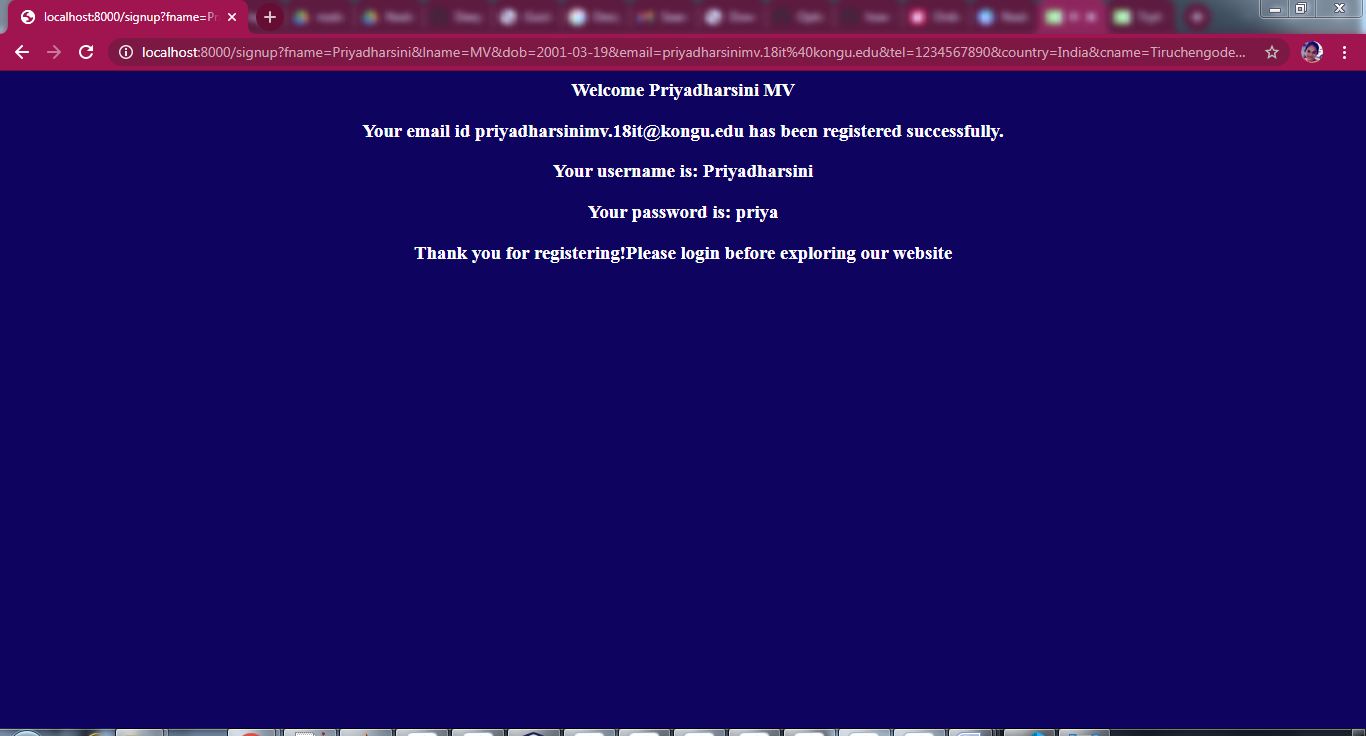 localhost:8000/signup?fname=Pr
localhost:8000/signup?fname=Priyadharsini&lname=MV&dob=2001-03-19&email=priyadharsinimv.18it%40kongu.edu&tel=1234567890&country=India&cname=Tiruchengode...
Welcome Priyadharsini MV
Your email id priyadharsinimv.18it@kongu.edu has been registered successfully.
Your username is: Priyadharsini
Your password is: priya
Thank you for registering!Please login before exploring our website